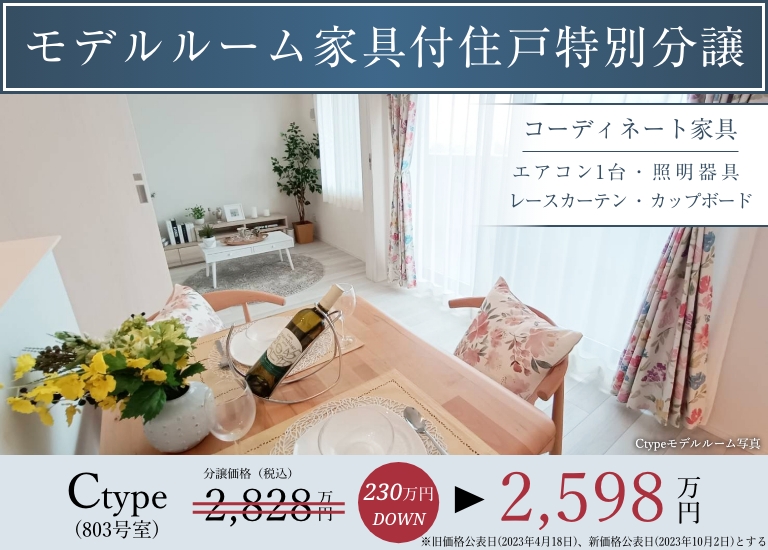 モデルルーム家具付住戸特別分譲
コーディネート家具
エアコン1台・照明器具
レースカーテン・カップボード
Ctypeモデルルーム写真
Ctype
(803号室)
分譲価格（税込）
2,828万円
230万円
DOWN
▶
2,598万円
※旧価格公表日(2023年4月18日)、新価格公表日(2023年10月2日)とする